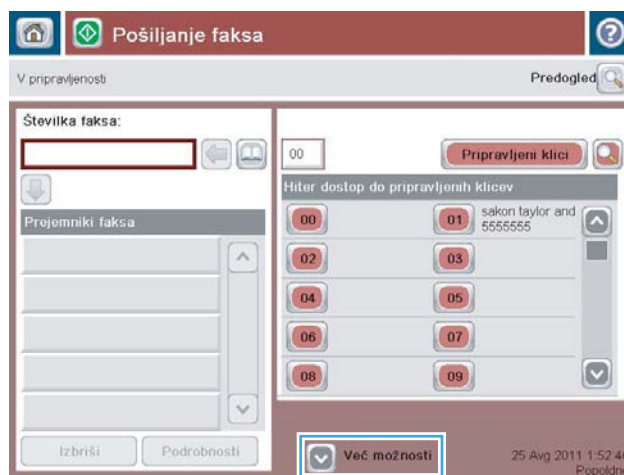 Pošiljanje faksa
?
V pripravljenosti
Predogled
Številka faksa:
00
Pripravljeni klici
Hiter dostop do pripravljenih klicev
Prejemniki faksa
00
01
sakon taylor and
5555555
02
03
04
05
06
07
08
09
Izbriši
Podrobnosti
Več možnosti
25 Avg 2011 1:52:4
Popoldn